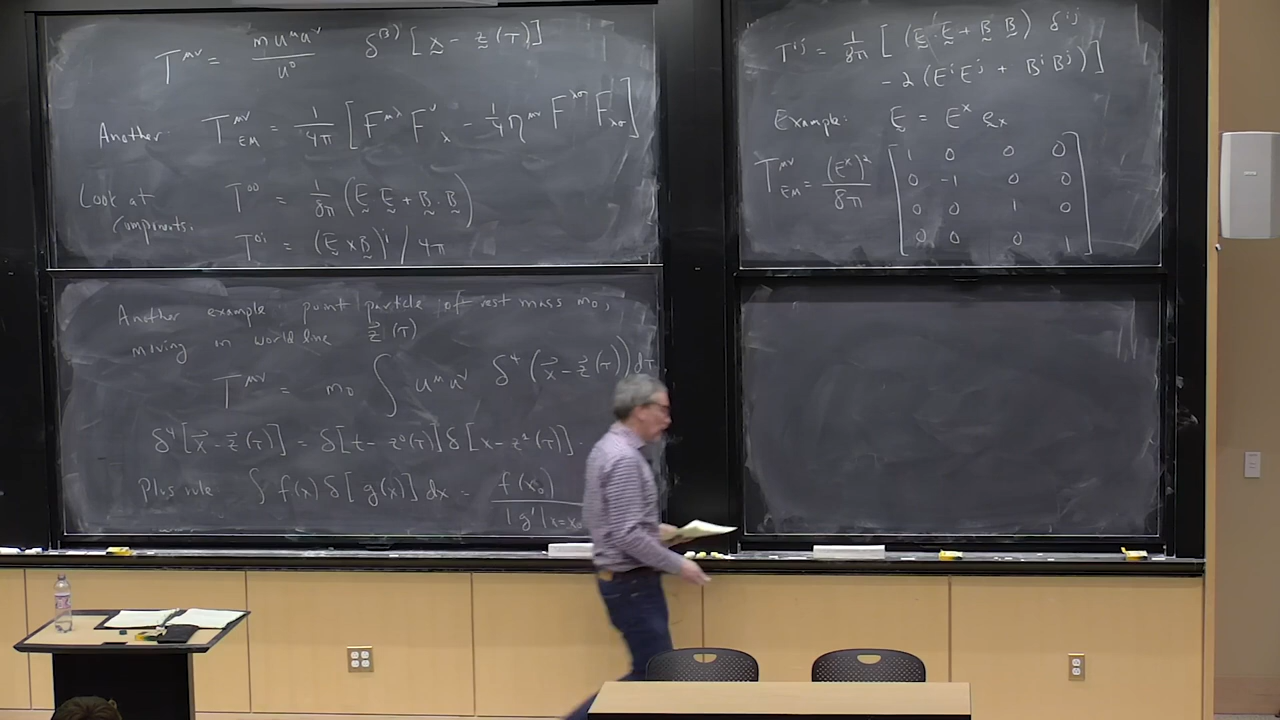 T^{μν} = m u^μ u^ν / u^0 δ^{(3)} [ x - z(τ) ]
Another: T^{μν}_{EM} = 1/4π [ F^{μλ} F^ν_λ - 1/4 η^{μν} F^{λσ} F_{λσ} ]
Look at components. T^{00} = 1/8π ( E · E + B · B )
T^{0i} = ( E × B )^i / 4π
Another example: point particle of rest mass m_0,
moving on worldline z⃗(τ)
T^{μν} = m_0 ∫ u^μ u^ν δ^4 ( x⃗ - z⃗(τ) ) dτ
δ^4 [ x⃗ - z⃗(τ) ] = δ[ t - z^0(τ) ] δ[ x - z^1(τ) ] ·
Plus rule ∫ f(x) δ[ g(x) ] dx = f(x_0) / |g'|_{x=x_0}
T^{ij} = 1/8π [ ( E · E + B · B ) δ^{ij}
- 2 ( E^i E^j + B^i B^j ) ]
Example: E = E^x e_x
T^{μν}_{EM} = (E^x)^2 / 8π
1 0 0 0
0 -1 0 0
0 0 1 0
0 0 0 1